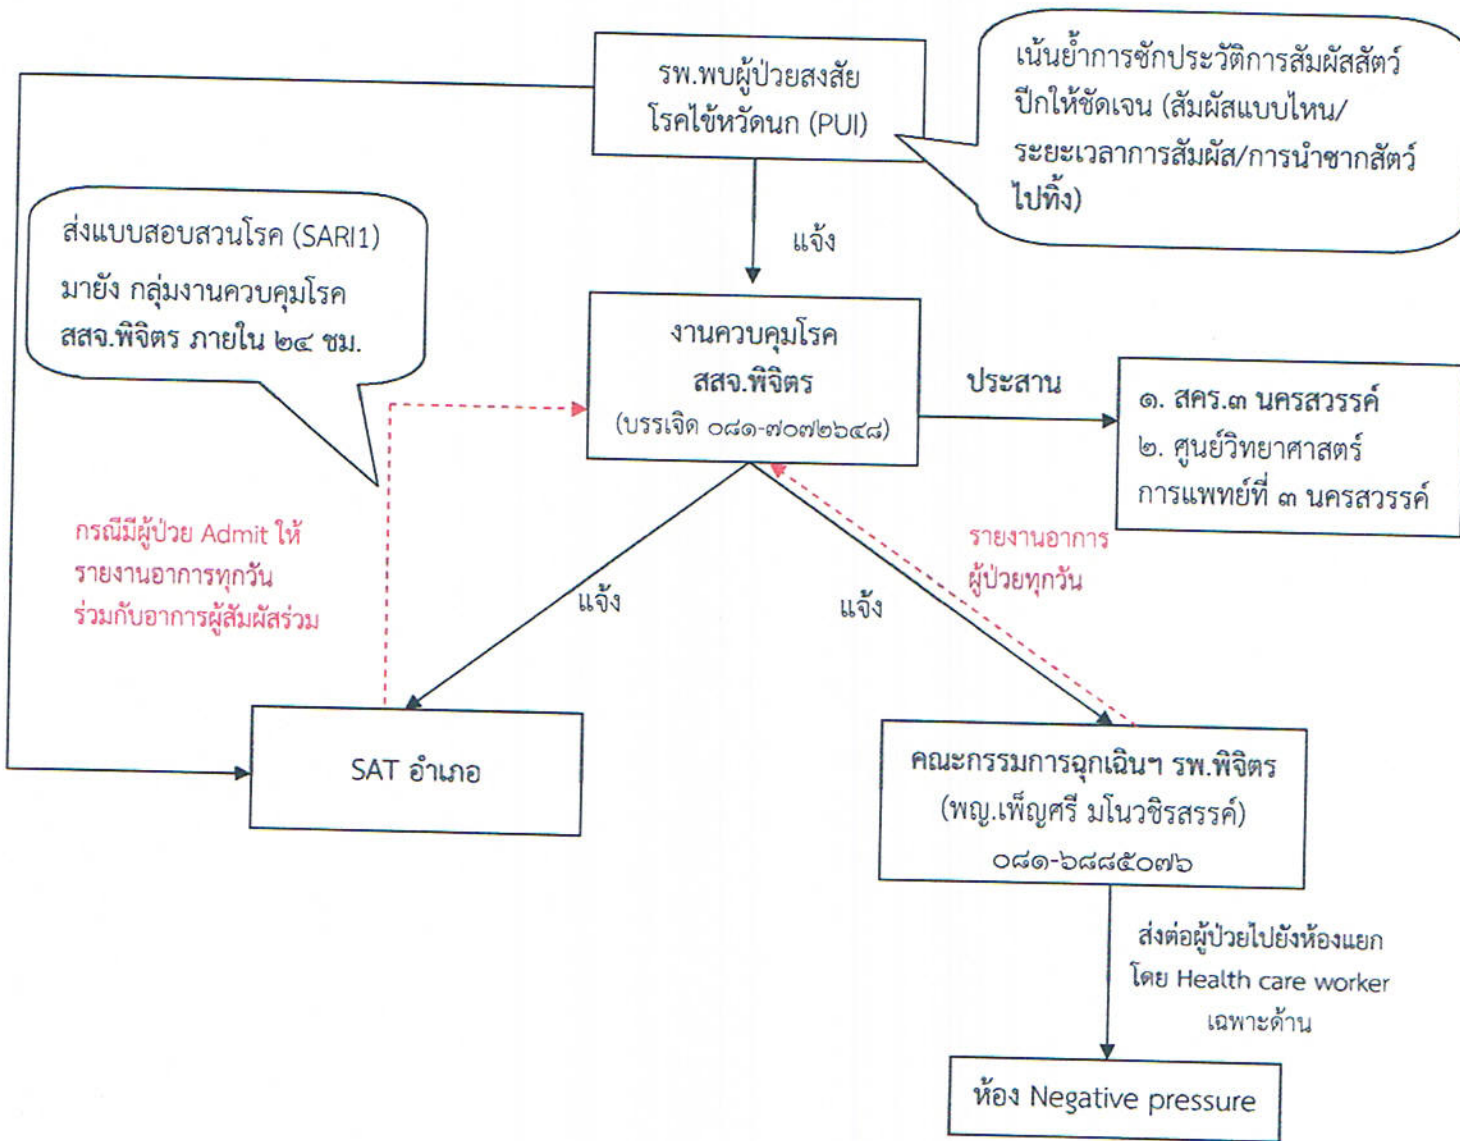 รพ.พบผู้ป่วยสงสัย
โรคไข้หวัดนก (PUI)
เน้นย้ำการซักประวัติการสัมผัสสัตว์
ปีกให้ชัดเจน (สัมผัสแบบไหน/
ระยะเวลาการสัมผัส/การนำซากสัตว์
ไปทิ้ง)
แจ้ง
ส่งแบบสอบสวนโรค (SARI1)
มายัง กลุ่มงานควบคุมโรค
สสจ.พิจิตร ภายใน ๒๔ ชม.
งานควบคุมโรค
สสจ.พิจิตร
(บรรเจิด ๐๘๑-๗๐๗๒๖๔๘)
ประสาน
๑. สคร.๓ นครสวรรค์
๒. ศูนย์วิทยาศาสตร์
การแพทย์ที่ ๓ นครสวรรค์
กรณีมีผู้ป่วย Admit ให้
รายงานอาการทุกวัน
ร่วมกับอาการผู้สัมผัสร่วม
แจ้ง
แจ้ง
รายงานอาการ
ผู้ป่วยทุกวัน
SAT อำเภอ
คณะกรรมการฉุกเฉินฯ รพ.พิจิตร
(พญ.เพ็ญศรี มโนวชิรสรรค์)
๐๘๑-๖๘๘๕๐๗๖
ส่งต่อผู้ป่วยไปยังห้องแยก
โดย Health care worker
เฉพาะด้าน
ห้อง Negative pressure